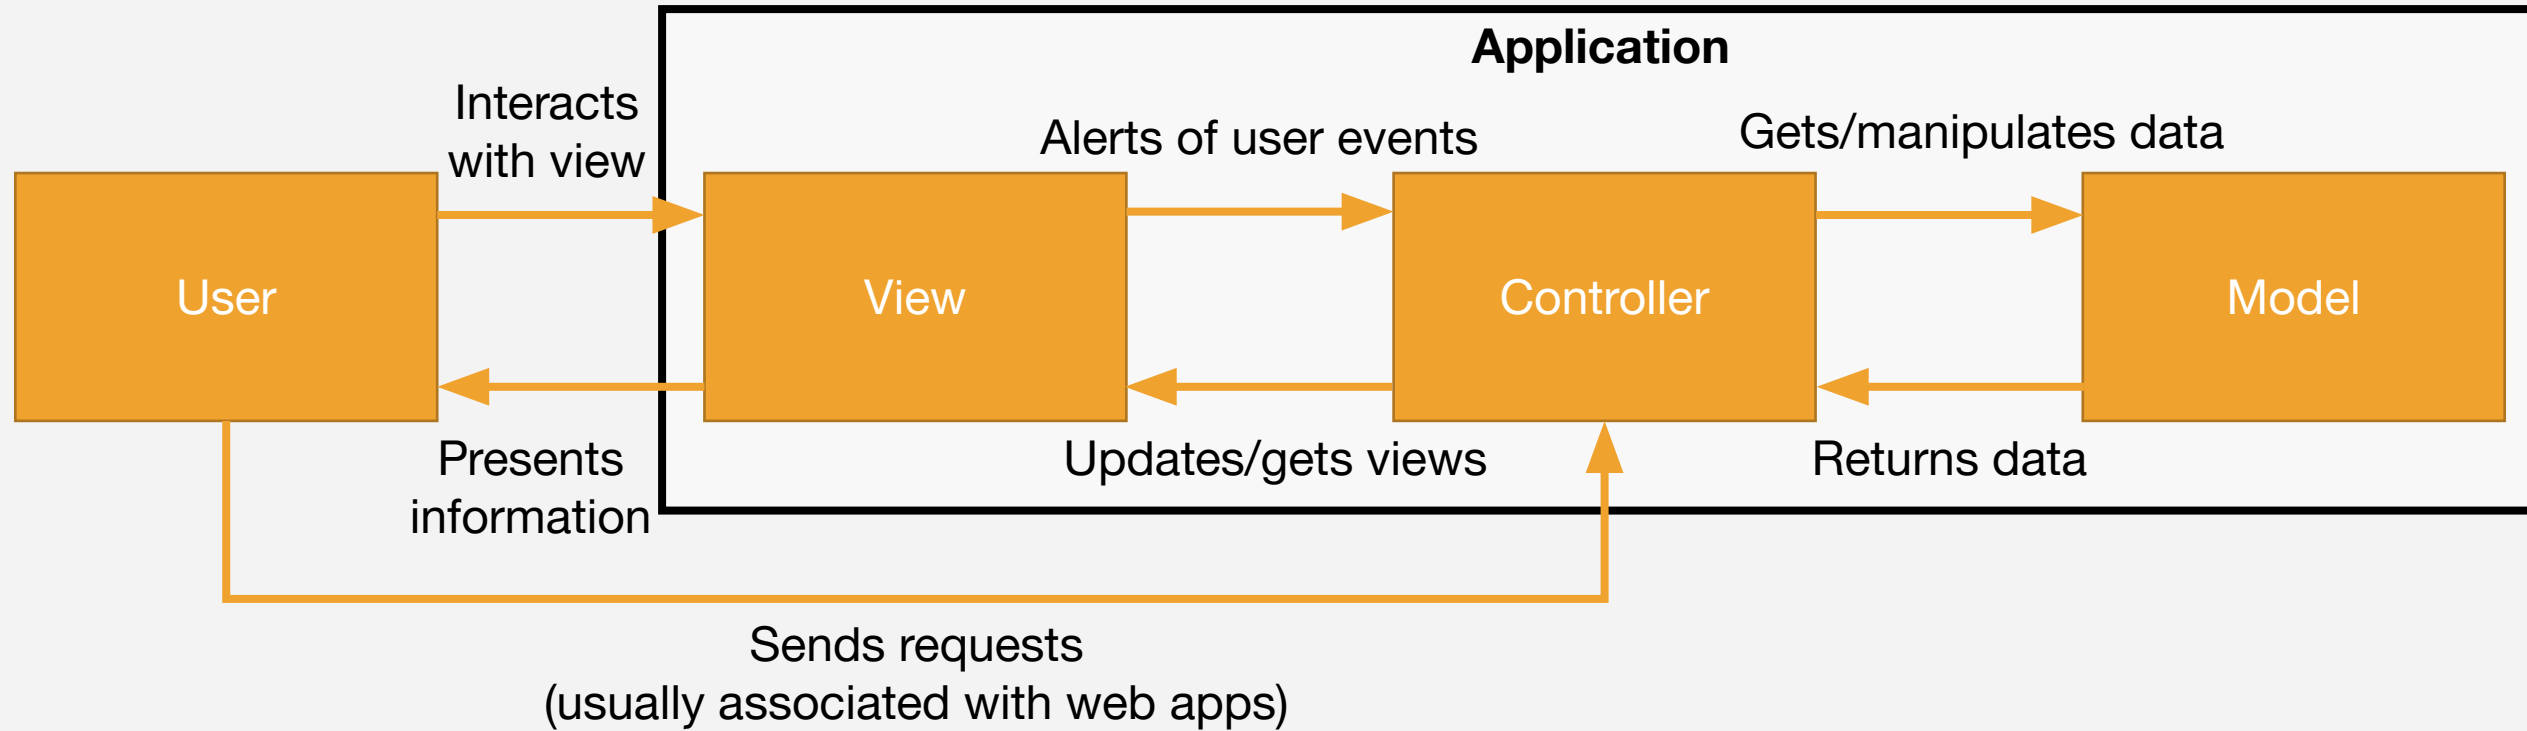 Application
Interacts
with view
Alerts of user events
Gets/manipulates data
User
View
Controller
Model
Presents
information
Updates/gets views
Returns data
Sends requests
(usually associated with web apps)